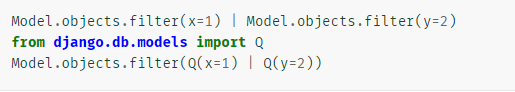 Model.objects.filter(x=1) | Model.objects.filter(y=2)
from django.db.models import Q
Model.objects.filter(Q(x=1) | Q(y=2))